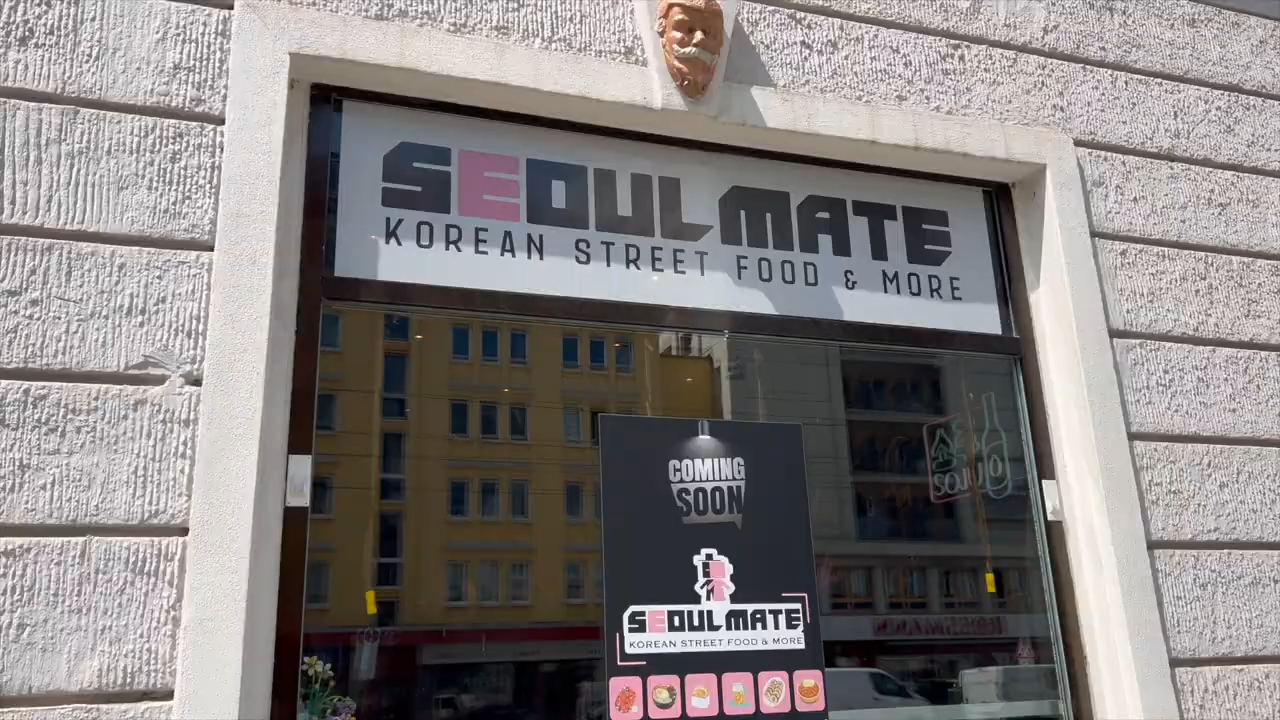 SEOULMATE
KOREAN STREET FOOD & MORE
COMING
SOON
SEOULMATE
KOREAN STREET FOOD & MORE
SOJU